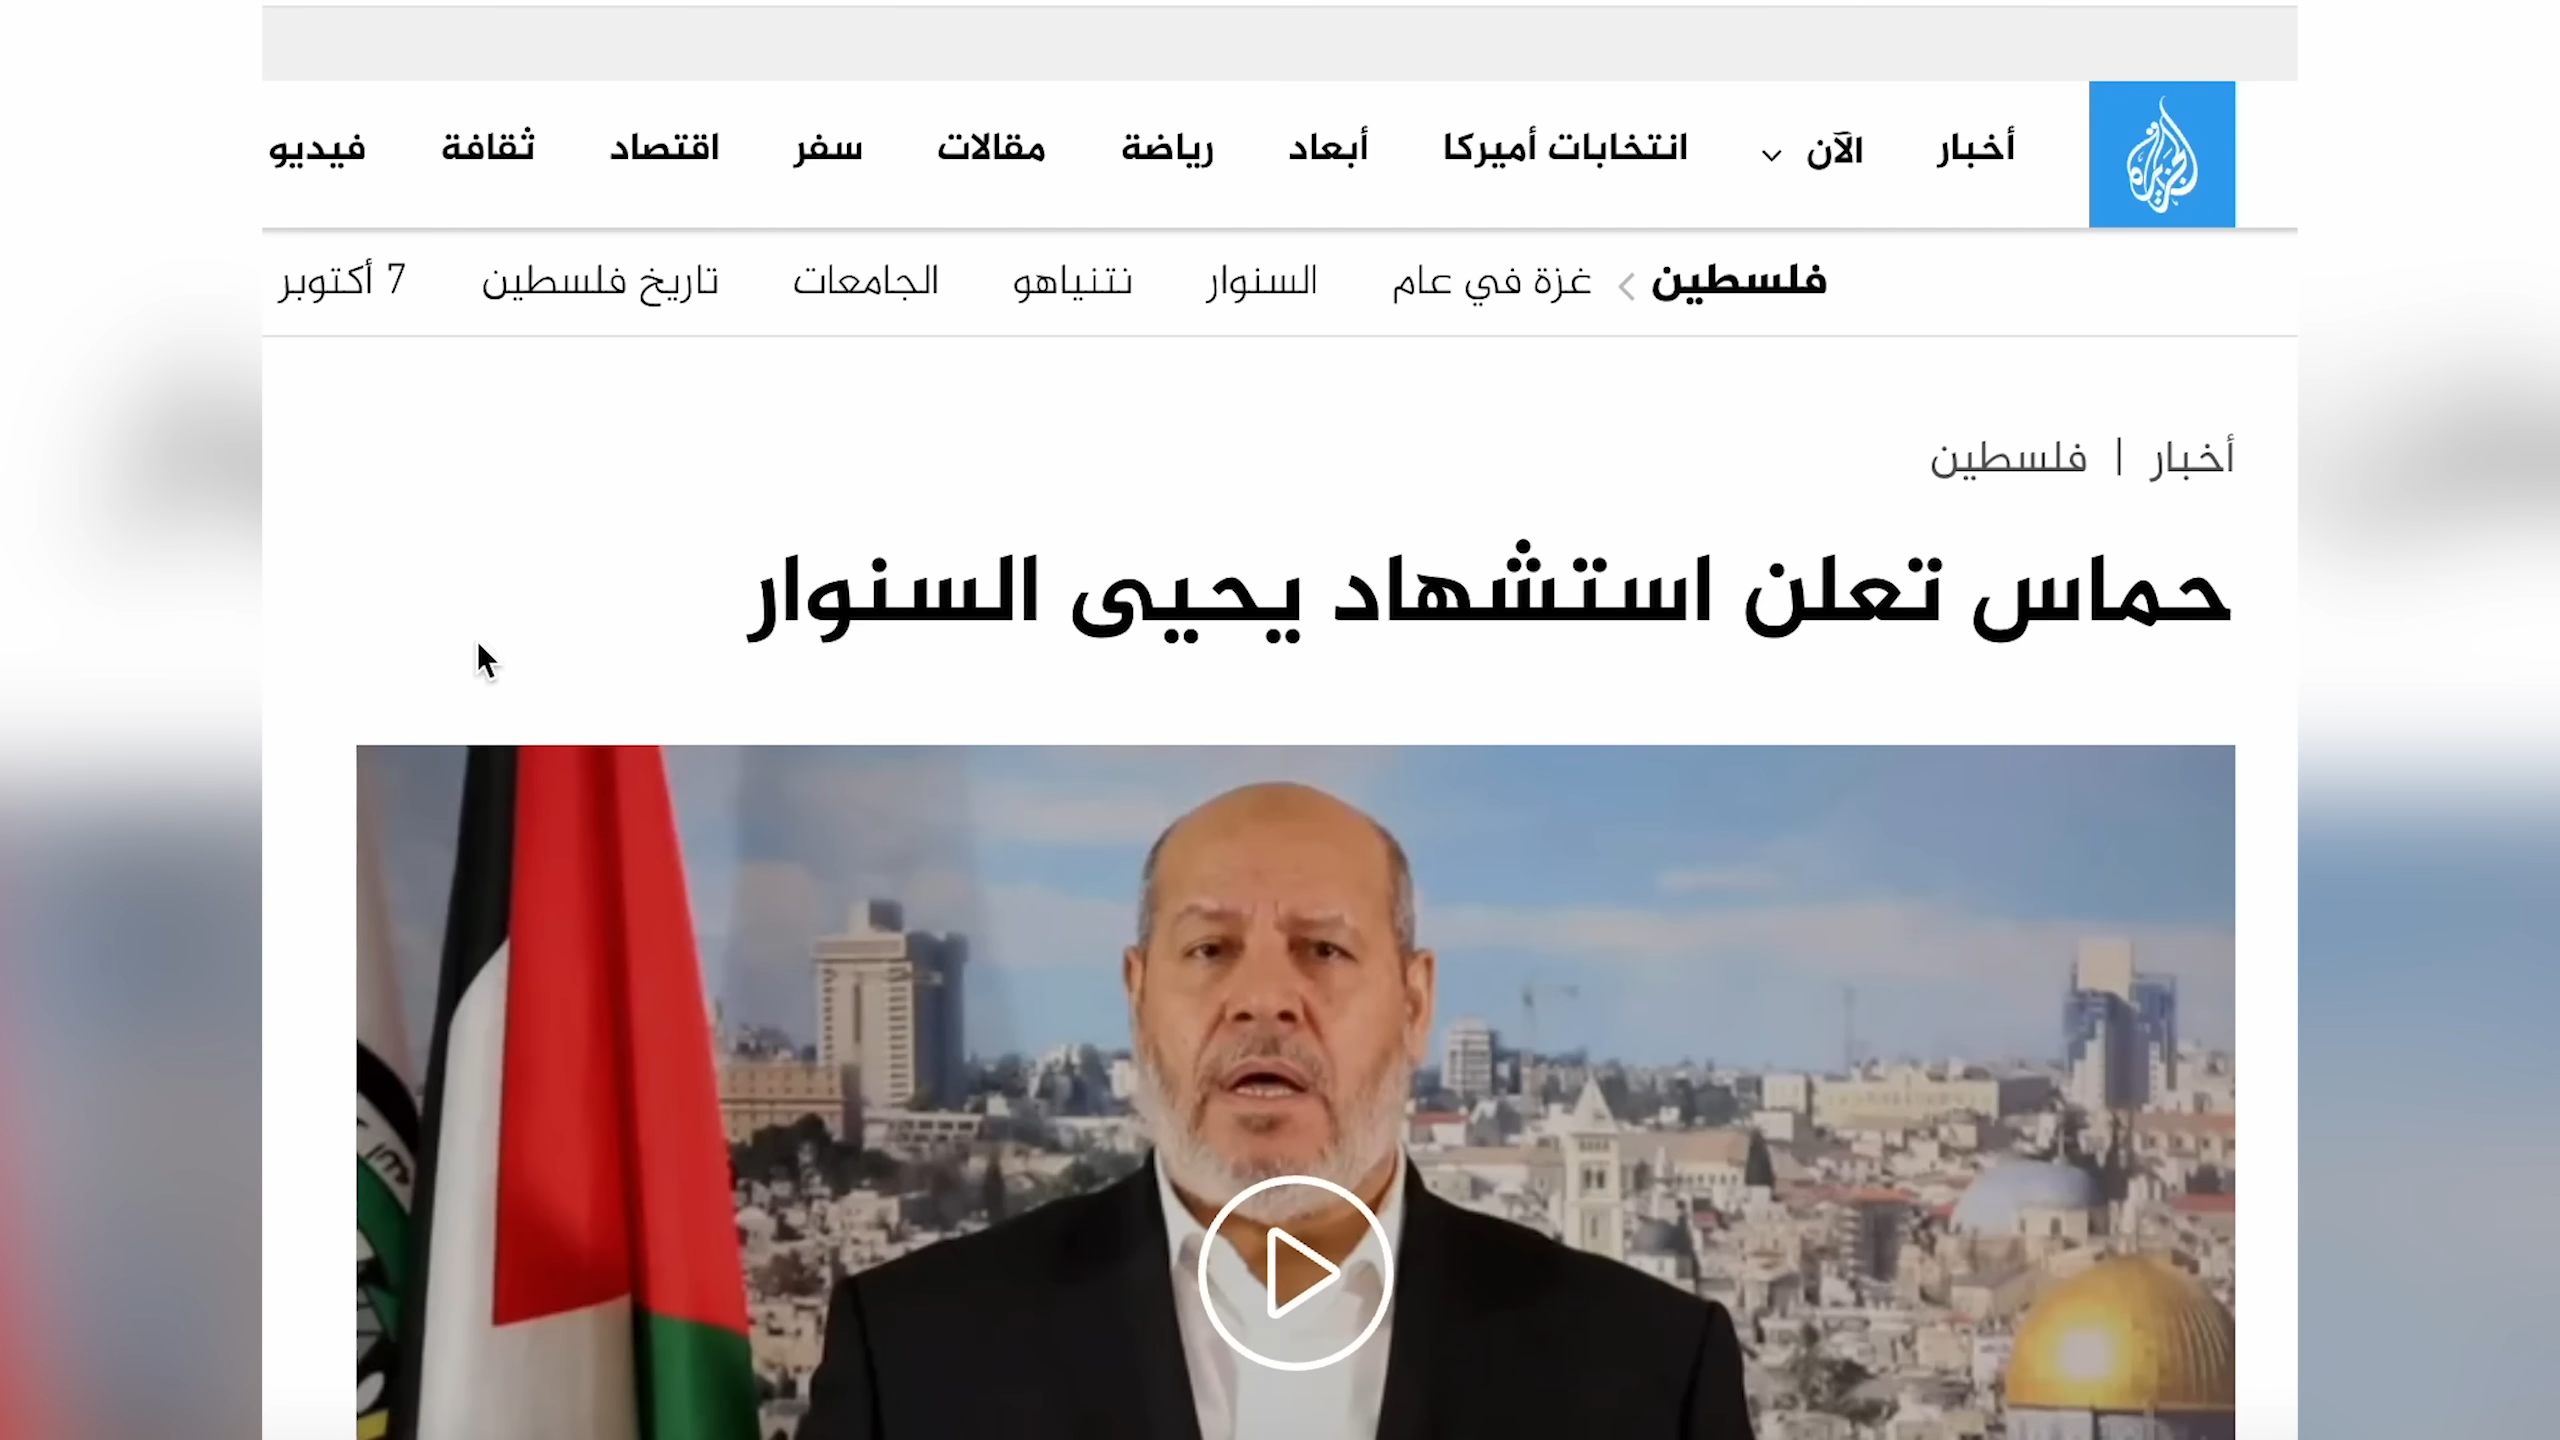 الجزيرة
أخبار الآن انتخابات أميركا أبعاد رياضة مقالات سفر اقتصاد ثقافة فيديو
فلسطين غزة في عام السنوار نتنياهو الجامعات تاريخ فلسطين 7 أكتوبر
أخبار | فلسطين
حماس تعلن استشهاد يحيى السنوار